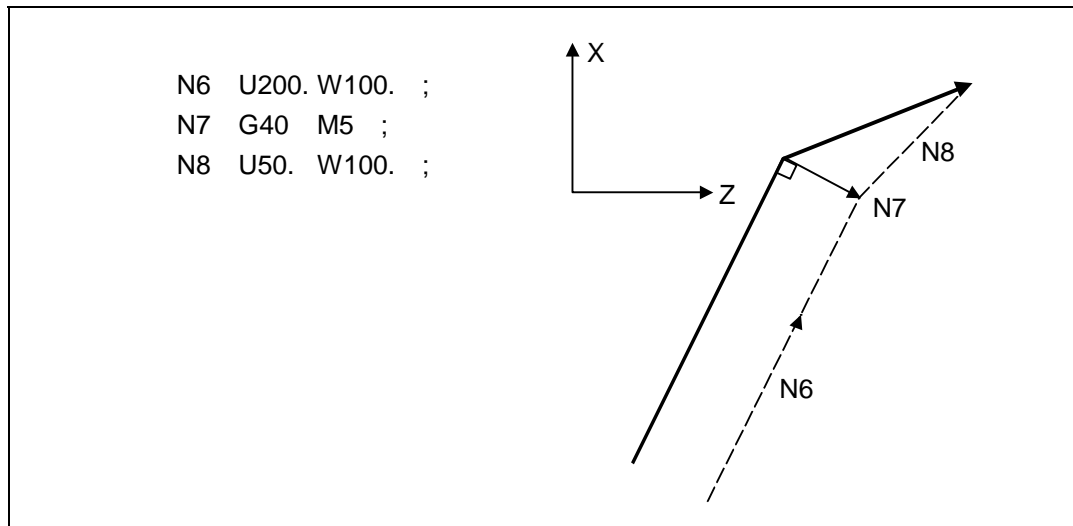 N6 U200. W100. ;
N7 G40 M5 ;
N8 U50. W100. ;
X
Z
N8
N7
N6